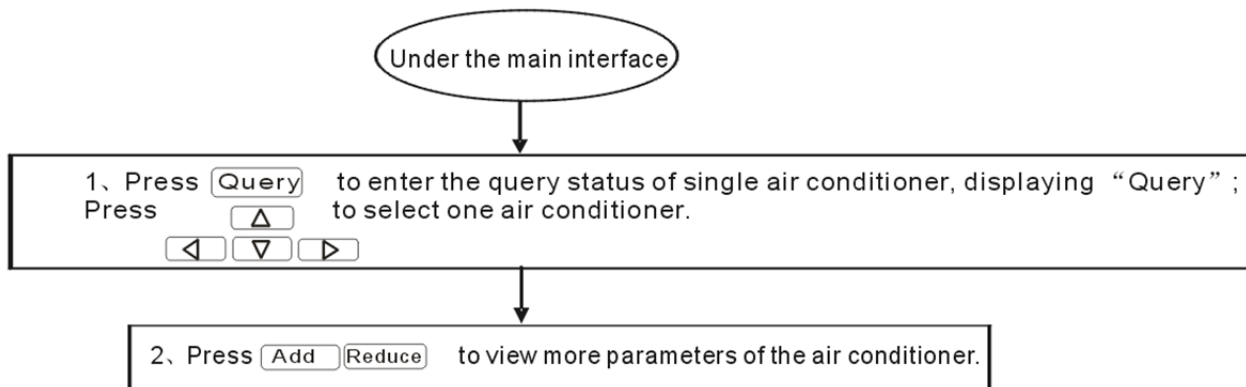 Under the main interface
1、Press Query to enter the query status of single air conditioner, displaying “Query”;
Press to select one air conditioner.
2、Press Add Reduce to view more parameters of the air conditioner.